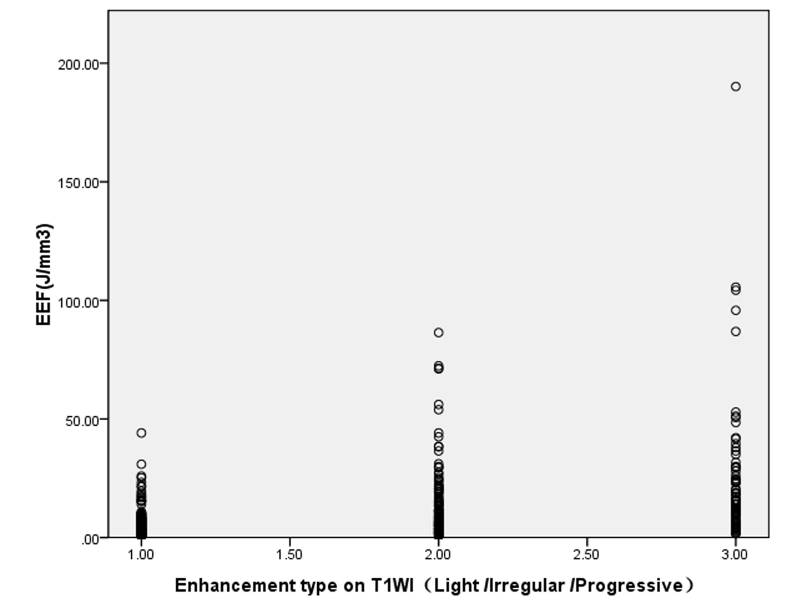 200.00
150.00
100.00
50.00
.00
EEF(J/mm3)
1.00 1.50 2.00 2.50 3.00
Enhancement type on T1WI（Light /Irregular /Progressive）